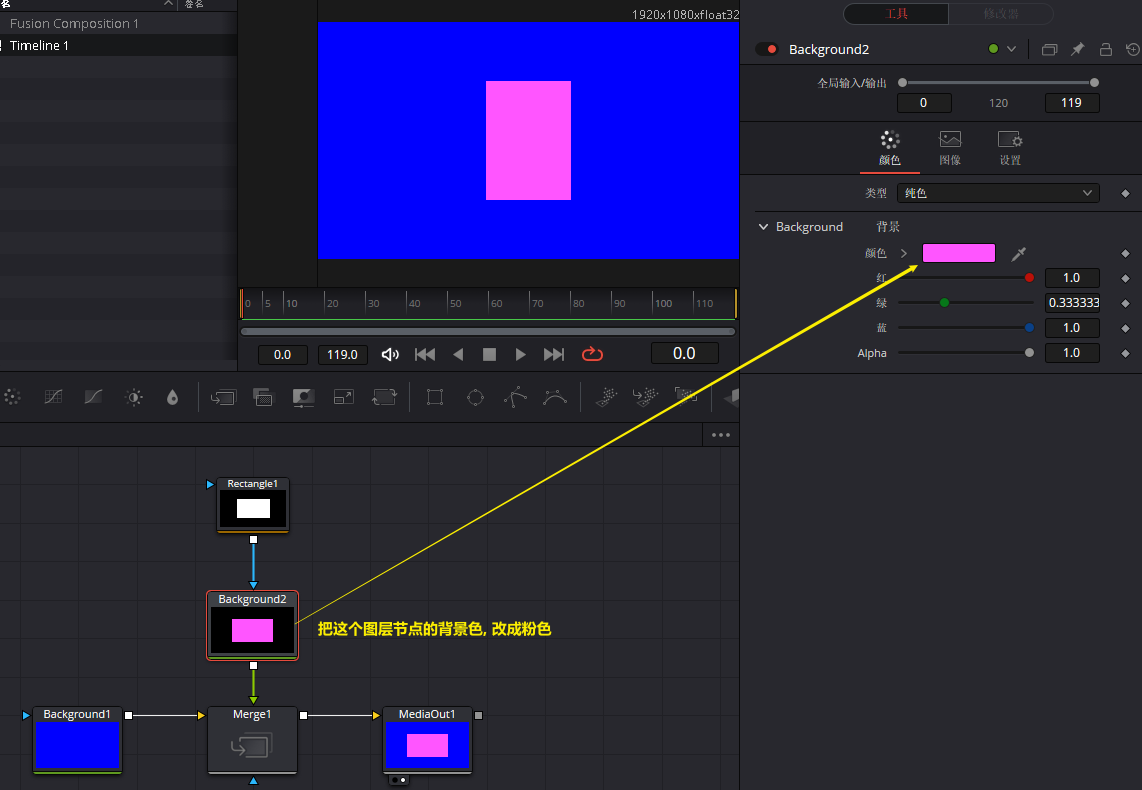 名
卷名
Fusion Composition 1
Timeline 1
1920x1080xfloat32
0 5 10 20 30 40 50 60 70 80 90 100 110
0.0 119.0 0.0
工具 修改器
Background2
全局输入/输出
0 120 119
颜色 图像 设置
类型 纯色
Background 背景
颜色
红 1.0
绿 0.333333
蓝 1.0
Alpha 1.0
Rectangle1
Background2
把这个图层节点的背景色, 改成粉色
Background1 Merge1 MediaOut1